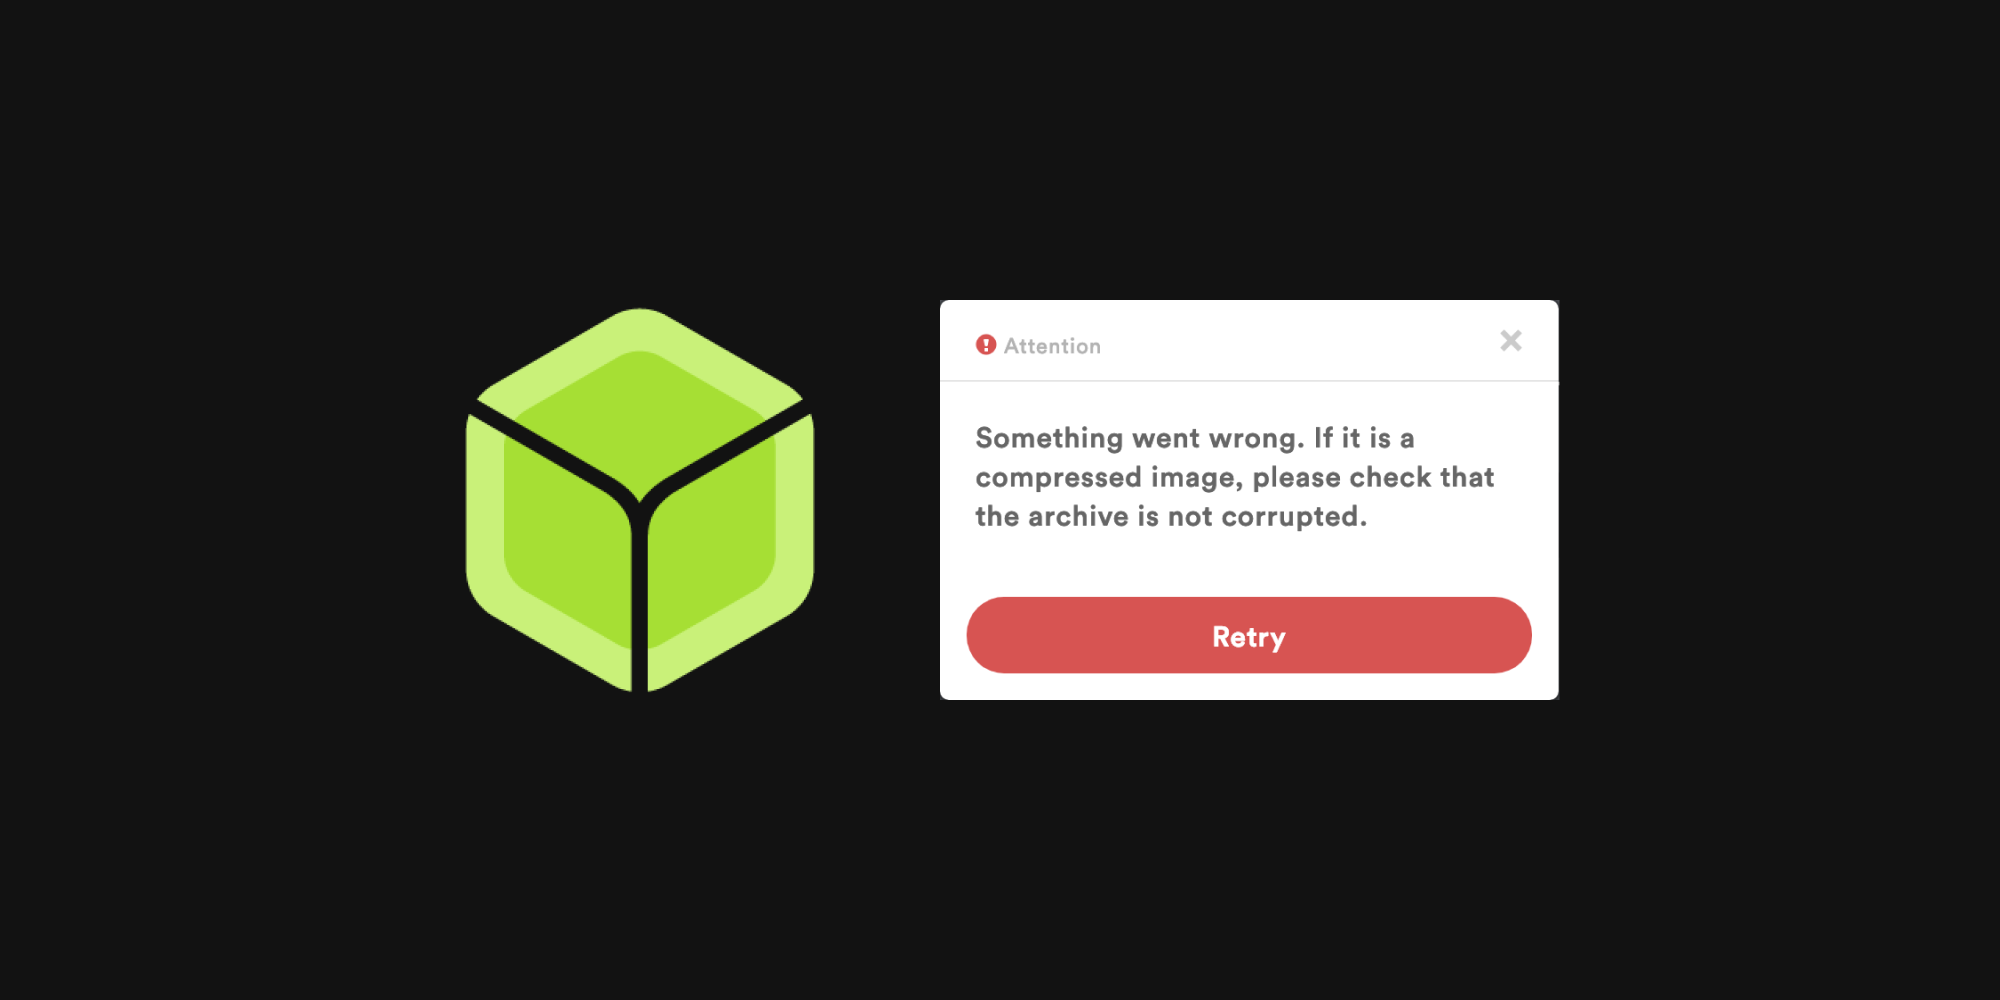 Attention
Something went wrong. If it is a
compressed image, please check that
the archive is not corrupted.
Retry